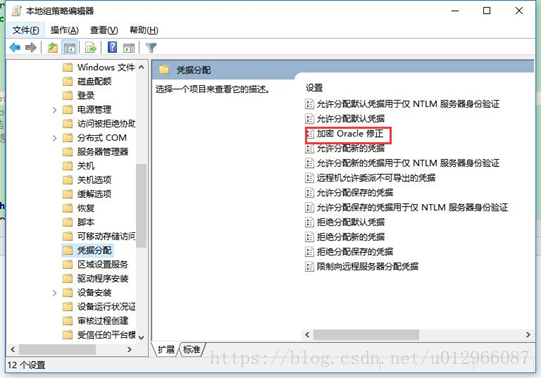 本地组策略编辑器
文件(F) 操作(A) 查看(V) 帮助(H)
Windows 文件
磁盘配额
登录
电源管理
访问被拒绝协助
分布式 COM
服务器管理器
关机
关机选项
缓解选项
恢复
脚本
可移动存储访问
凭据分配
区域设置服务
驱动程序安装
设备安装
设备运行状况证
审核过程创建
受信任的平台模
凭据分配
选择一个项目来查看它的描述。
设置
允许分配默认凭据用于仅 NTLM 服务器身份验证
允许分配默认凭据
加密 Oracle 修正
允许分配新的凭据
允许分配新的凭据用于仅 NTLM 服务器身份验证
远程机允许委派不可导出的凭据
允许分配保存的凭据
允许分配保存的凭据用于仅 NTLM 服务器身份验证
拒绝分配默认凭据
拒绝分配新的凭据
拒绝分配保存的凭据
限制向远程服务器分配凭据
扩展 标准
12 个设置
https://blog.csdn.net/u012966087